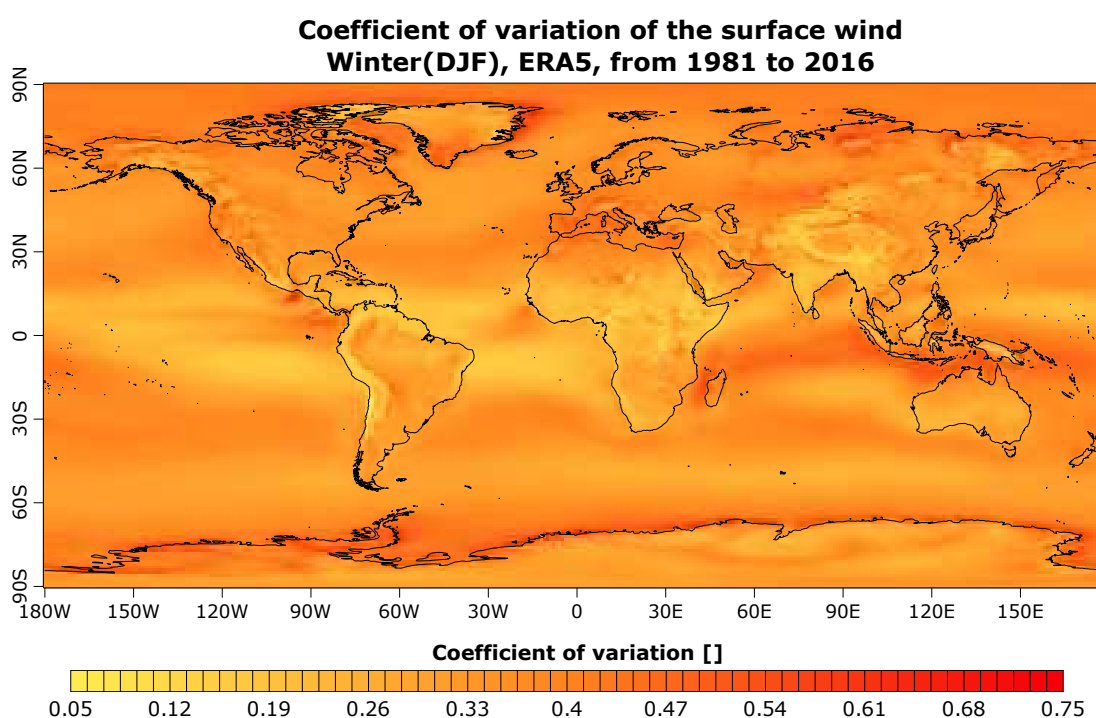 Coefficient of variation of the surface wind
Winter(DJF), ERA5, from 1981 to 2016
90N
60N
30N
0
30S
60S
90S
180W 150W 120W 90W 60W 30W 0 30E 60E 90E 120E 150E
Coefficient of variation []
0.05 0.12 0.19 0.26 0.33 0.4 0.47 0.54 0.61 0.68 0.75